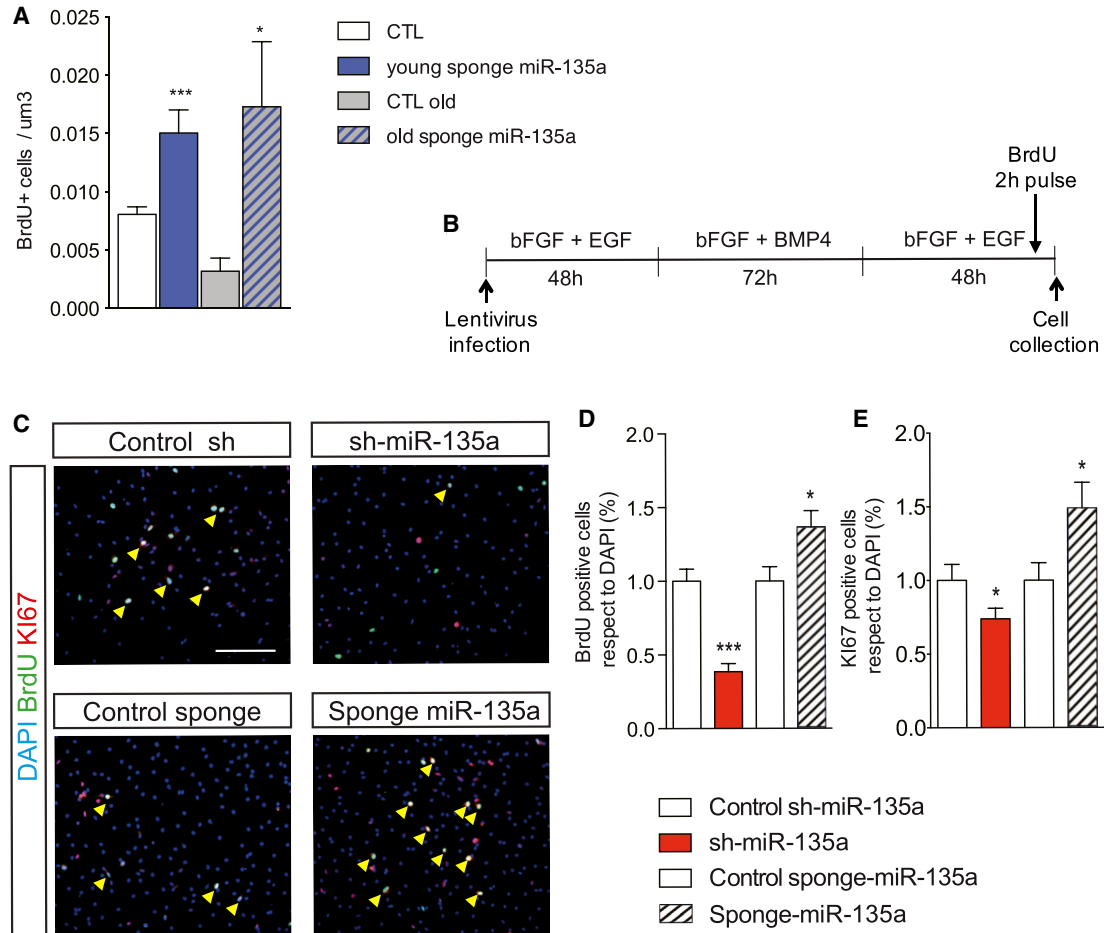 A
BrdU+ cells / um3
0.025
0.020
0.015
0.010
0.005
0.000
***
*
CTL
young sponge miR-135a
CTL old
old sponge miR-135a
B
BrdU
2h pulse
bFGF + EGF
bFGF + BMP4
bFGF + EGF
48h
72h
48h
Lentivirus
infection
Cell
collection
C
DAPI BrdU KI67
Control sh
sh-miR-135a
Control sponge
Sponge miR-135a
D
BrdU positive cells
respect to DAPI (%)
2.0
1.5
1.0
0.5
0.0
***
*
E
KI67 positive cells
respect to DAPI (%)
2.0
1.5
1.0
0.5
0.0
*
*
Control sh-miR-135a
sh-miR-135a
Control sponge-miR-135a
Sponge-miR-135a